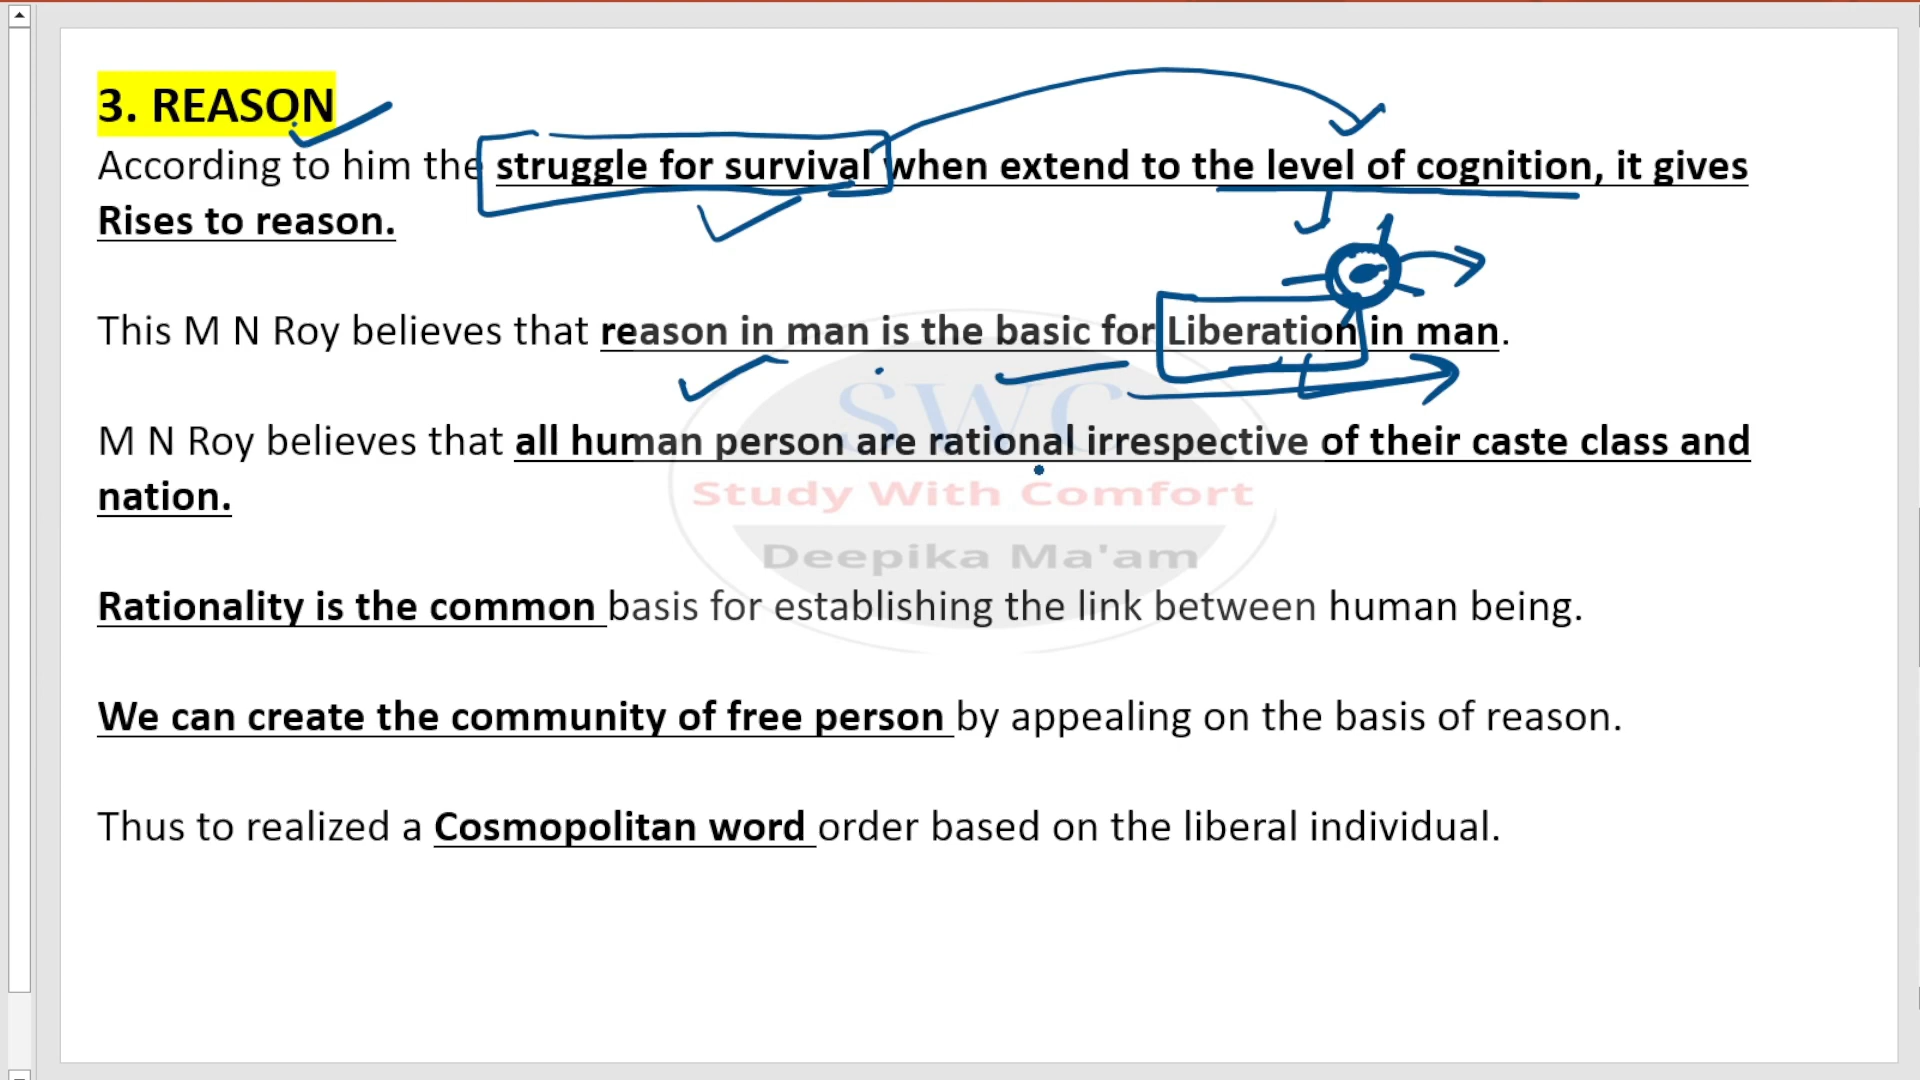 3. REASON
According to him the struggle for survival when extend to the level of cognition, it gives
Rises to reason.
This M N Roy believes that reason in man is the basic for Liberation in man.
M N Roy believes that all human person are rational irrespective of their caste class and
nation.
SWC
Study With Comfort
Deepika Ma'am
Rationality is the common basis for establishing the link between human being.
We can create the community of free person by appealing on the basis of reason.
Thus to realized a Cosmopolitan word order based on the liberal individual.